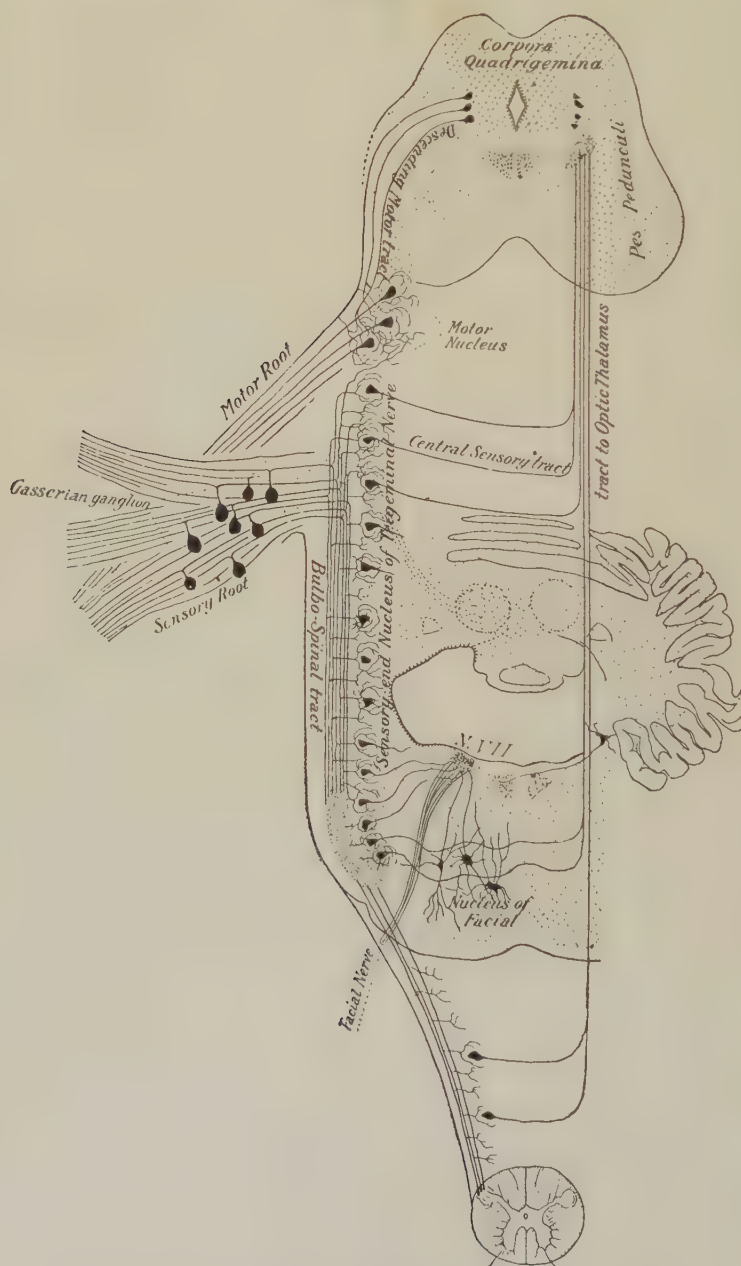 Corpora
Quadrigemina
Descending Motor tract
Pes Pedunculi
Motor
Nucleus
Motor Root
tract to Optic Thalamus
Central Sensory tract
Gasserian ganglion
Sensory Root
Bulbo-Spinal tract
Sensory end Nucleus of Trigeminal Nerve
N. VII
Nucleus of
Facial
Facial Nerve